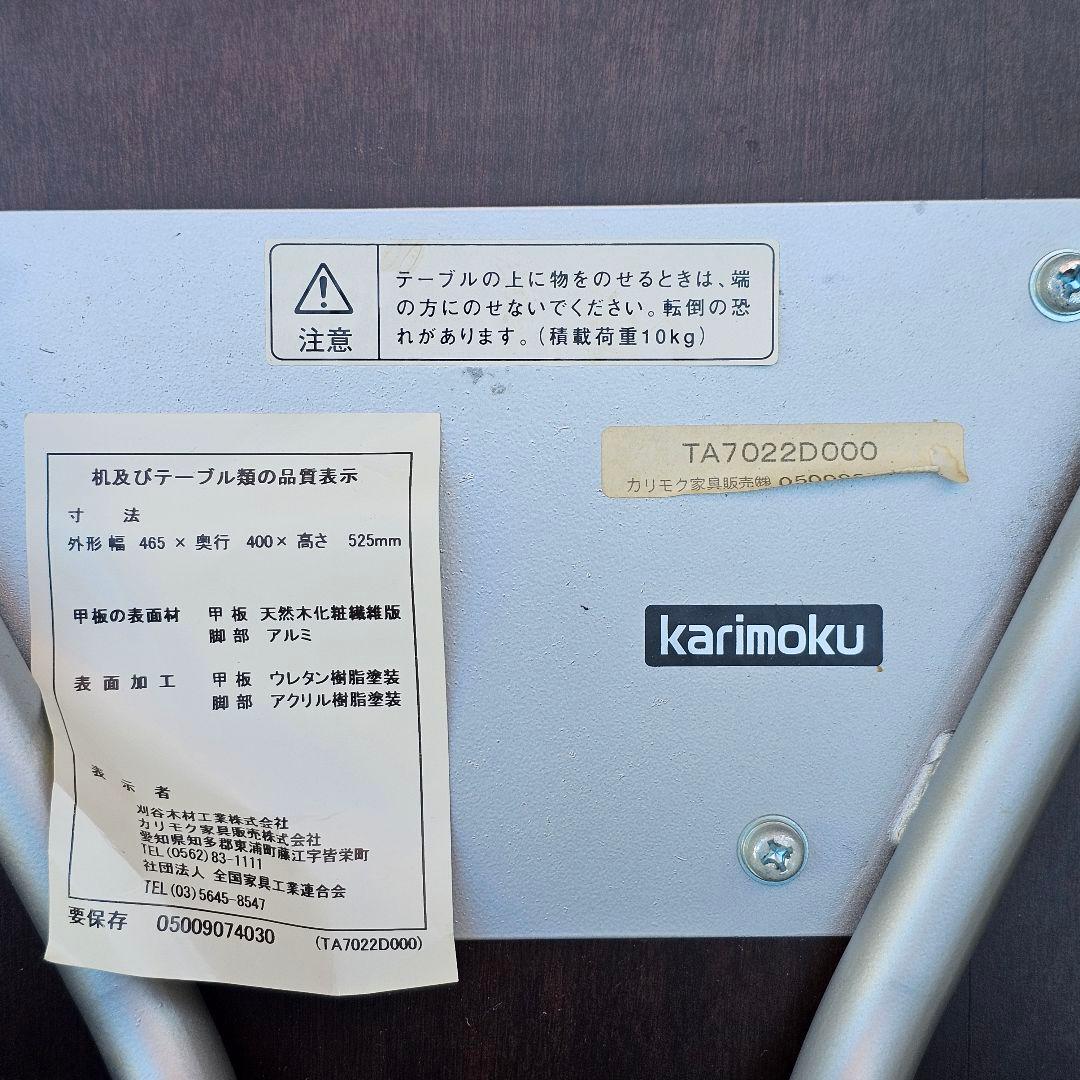 注意
テーブルの上に物をのせるときは、端
の方にのせないでください。転倒の恐
れがあります。(積載荷重10kg)
TA7022D000
カリモク家具販売㈱
karimoku
机及びテーブル類の品質表示
寸 法
外形 幅 465 × 奥行 400× 高さ 525mm
甲板の表面材 甲 板 天然木化粧繊維版
脚 部 アルミ
表 面 加 工 甲 板 ウレタン樹脂塗装
脚 部 アクリル樹脂塗装
表 示 者
刈谷木材工業株式会社
カリモク家具販売株式会社
愛知県知多郡東浦町藤江字皆栄町
TEL(0562)83-1111
社団法人 全国家具工業連合会
TEL(03)5645-8547
要保存 05009074030 (TA7022D000)